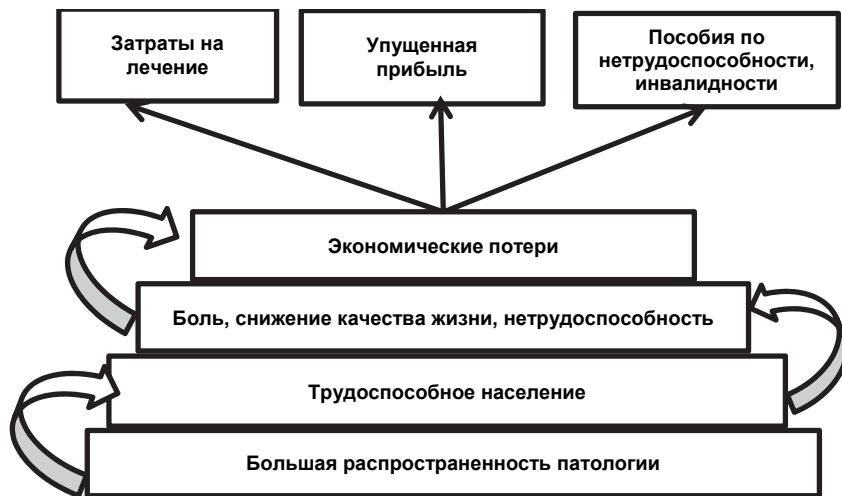 Затраты на
лечение
Упущенная
прибыль
Пособия по
нетрудоспособности,
инвалидности
Экономические потери
Боль, снижение качества жизни, нетрудоспособность
Трудоспособное население
Большая распространенность патологии